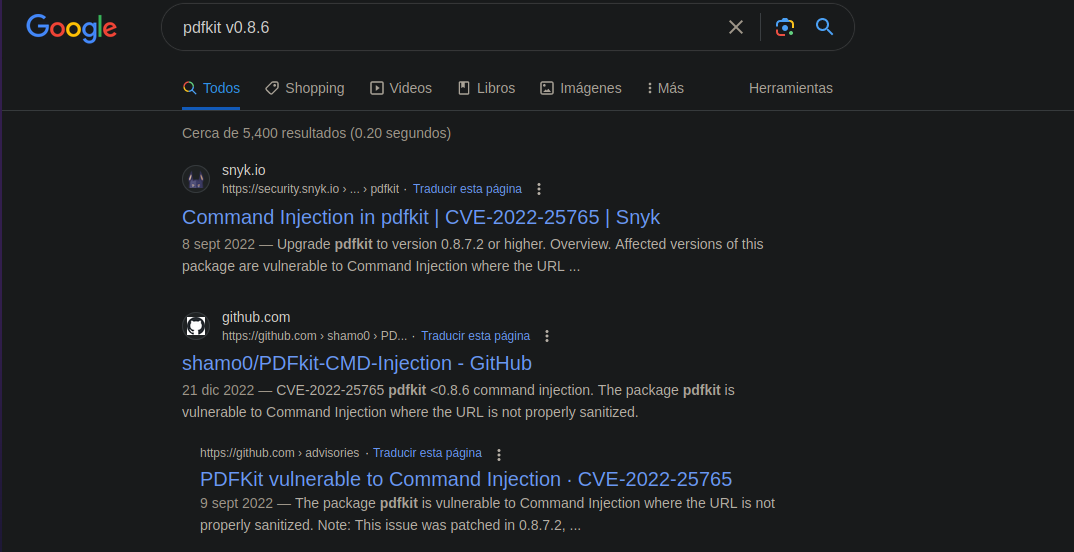 Google
pdfkit v0.8.6
Todos Shopping Videos Libros Imágenes Más Herramientas
Cerca de 5,400 resultados (0.20 segundos)
snyk.io
https://security.snyk.io › ... › pdfkit · Traducir esta página
Command Injection in pdfkit | CVE-2022-25765 | Snyk
8 sept 2022 — Upgrade pdfkit to version 0.8.7.2 or higher. Overview. Affected versions of this
package are vulnerable to Command Injection where the URL ...
github.com
https://github.com › shamo0 › PD... · Traducir esta página
shamo0/PDFkit-CMD-Injection - GitHub
21 dic 2022 — CVE-2022-25765 pdfkit <0.8.6 command injection. The package pdfkit is
vulnerable to Command Injection where the URL is not properly sanitized.
https://github.com › advisories · Traducir esta página
PDFKit vulnerable to Command Injection · CVE-2022-25765
9 sept 2022 — The package pdfkit is vulnerable to Command Injection where the URL is not
properly sanitized. Note: This issue was patched in 0.8.7.2, ...